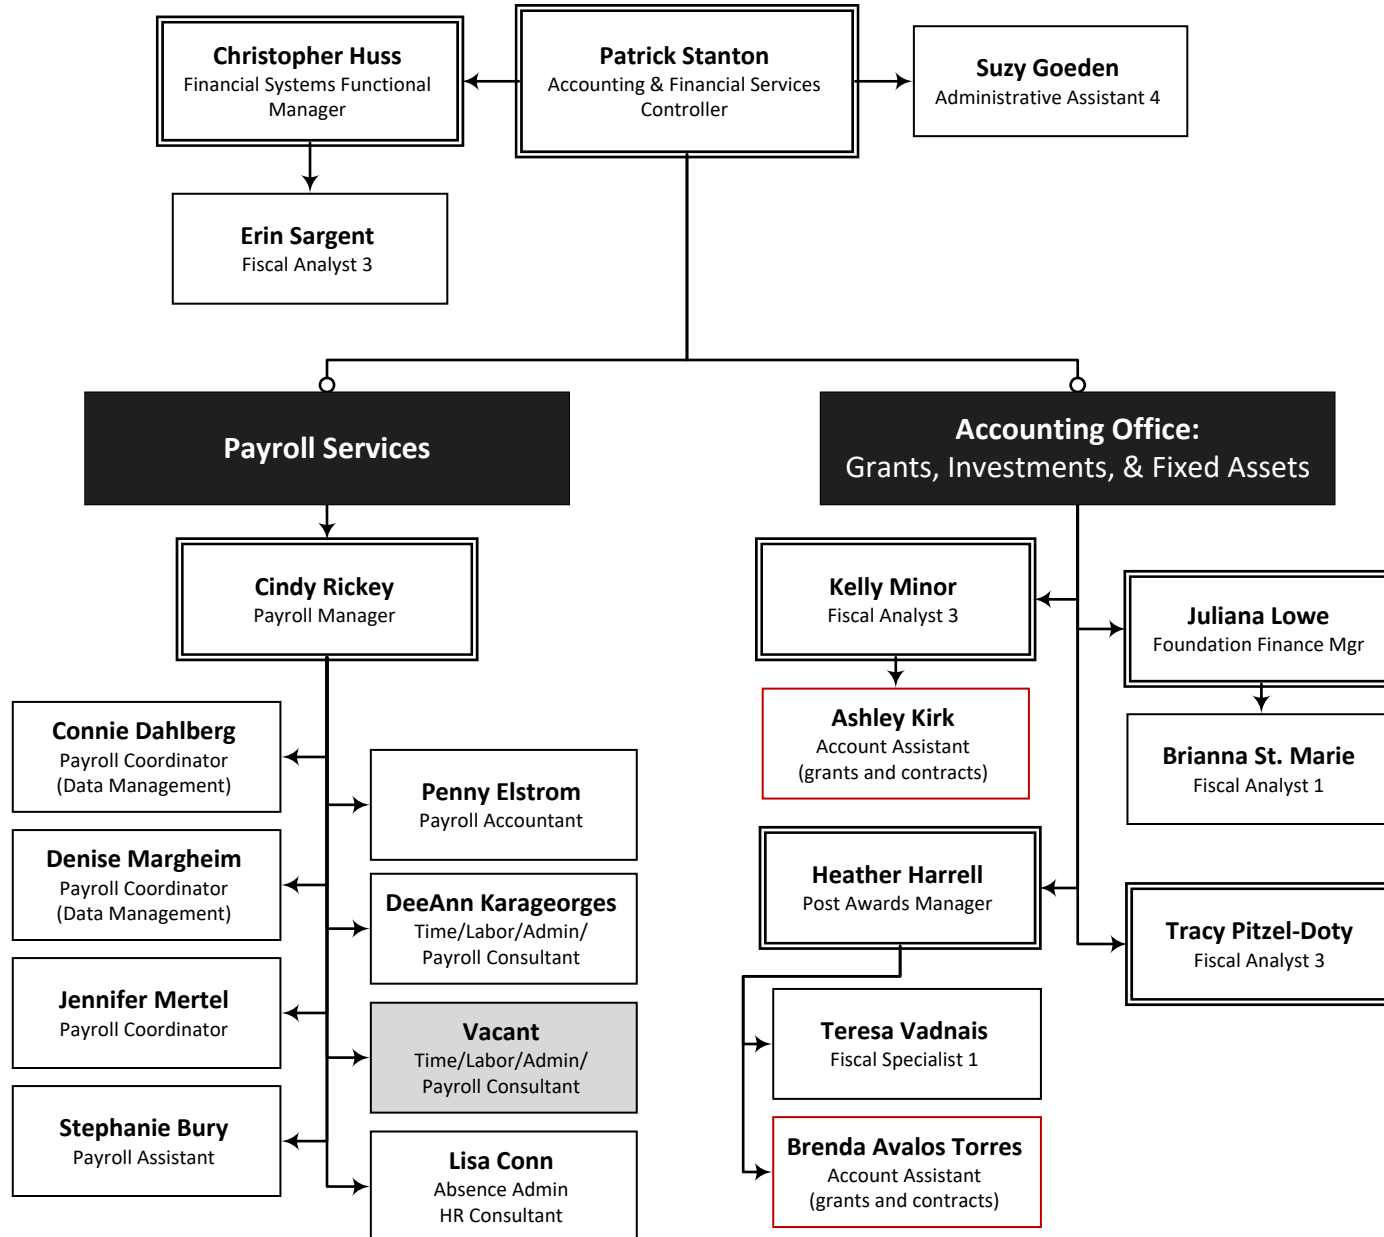 Christopher Huss
Financial Systems Functional
Manager
Patrick Stanton
Accounting & Financial Services
Controller
Suzy Goeden
Administrative Assistant 4
Erin Sargent
Fiscal Analyst 3
Payroll Services
Accounting Office:
Grants, Investments, & Fixed Assets
Cindy Rickey
Payroll Manager
Connie Dahlberg
Payroll Coordinator
(Data Management)
Penny Elstrom
Payroll Accountant
Denise Margheim
Payroll Coordinator
(Data Management)
DeeAnn Karageorges
Time/Labor/Admin/
Payroll Consultant
Jennifer Mertel
Payroll Coordinator
Vacant
Time/Labor/Admin/
Payroll Consultant
Stephanie Bury
Payroll Assistant
Lisa Conn
Absence Admin
HR Consultant
Kelly Minor
Fiscal Analyst 3
Juliana Lowe
Foundation Finance Mgr
Ashley Kirk
Account Assistant
(grants and contracts)
Brianna St. Marie
Fiscal Analyst 1
Heather Harrell
Post Awards Manager
Tracy Pitzel-Doty
Fiscal Analyst 3
Teresa Vadnais
Fiscal Specialist 1
Brenda Avalos Torres
Account Assistant
(grants and contracts)